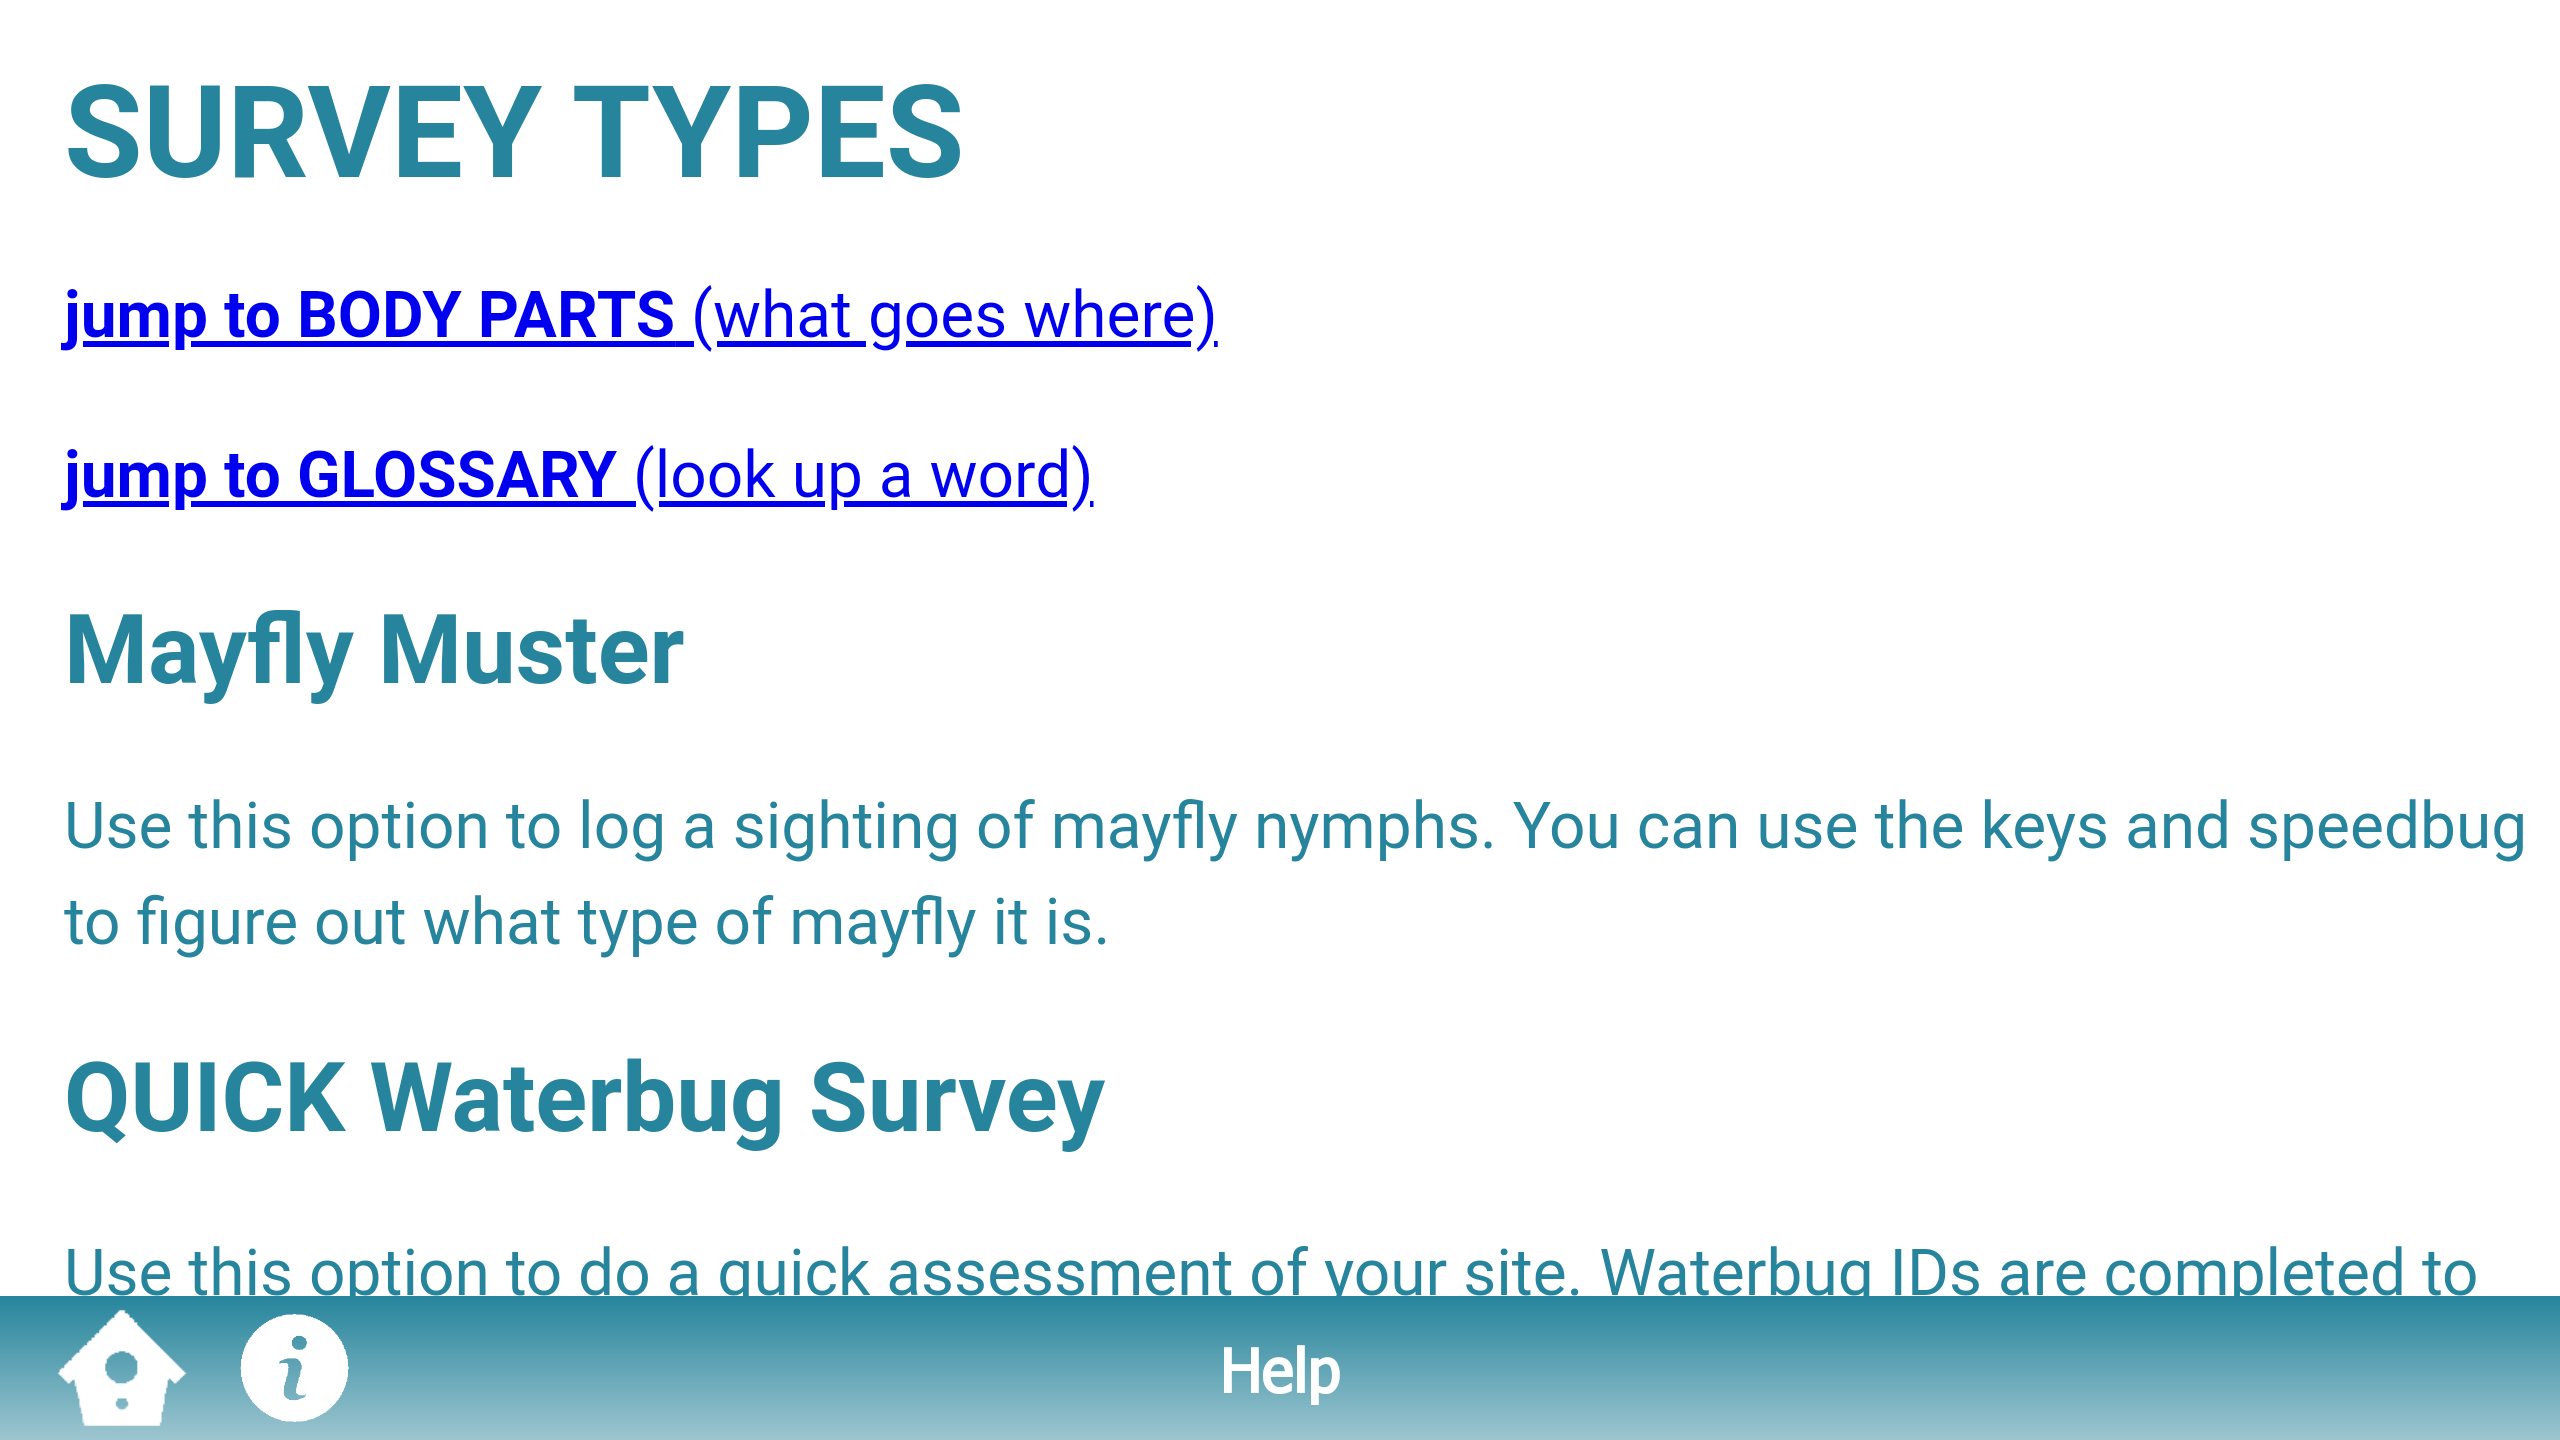 SURVEY TYPES
jump to BODY PARTS (what goes where)
jump to GLOSSARY (look up a word)
Mayfly Muster
Use this option to log a sighting of mayfly nymphs. You can use the keys and speedbug
to figure out what type of mayfly it is.
QUICK Waterbug Survey
Use this option to do a quick assessment of your site. Waterbug IDs are completed to
Help